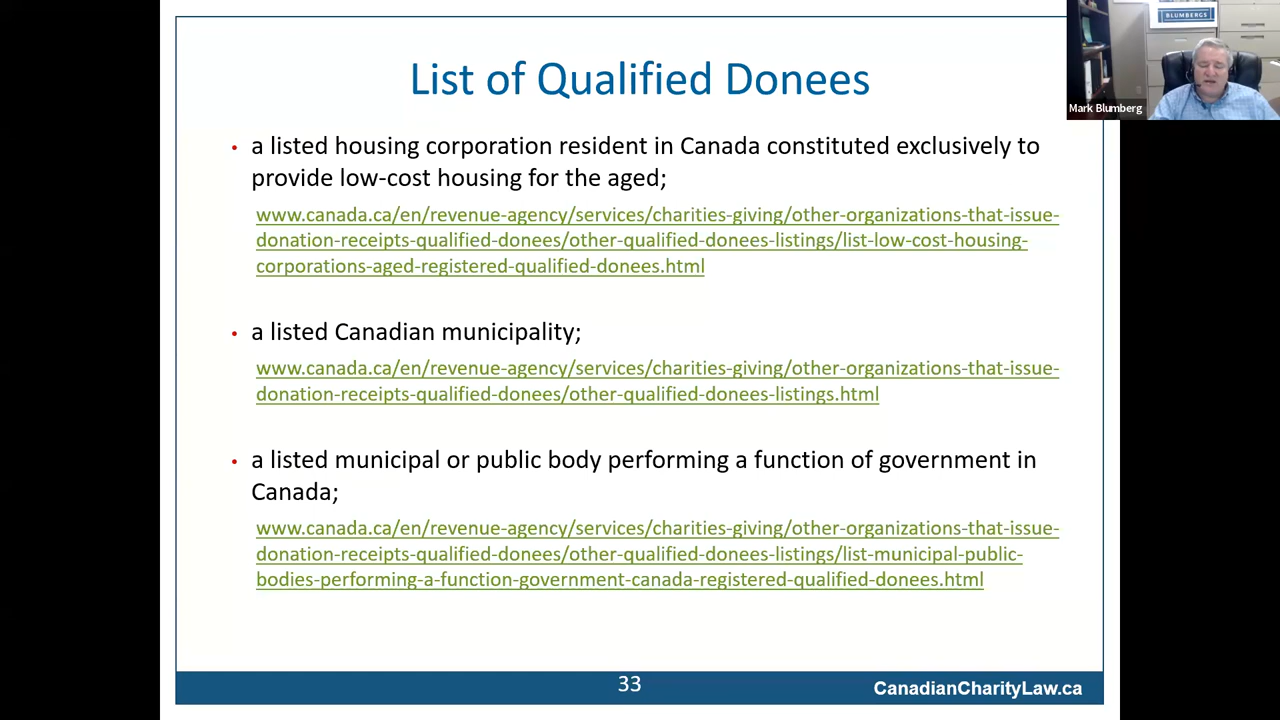 List of Qualified Donees
• a listed housing corporation resident in Canada constituted exclusively to
provide low-cost housing for the aged;
www.canada.ca/en/revenue-agency/services/charities-giving/other-organizations-that-issue-
donation-receipts-qualified-donees/other-qualified-donees-listings/list-low-cost-housing-
corporations-aged-registered-qualified-donees.html
• a listed Canadian municipality;
www.canada.ca/en/revenue-agency/services/charities-giving/other-organizations-that-issue-
donation-receipts-qualified-donees/other-qualified-donees-listings.html
• a listed municipal or public body performing a function of government in
Canada;
www.canada.ca/en/revenue-agency/services/charities-giving/other-organizations-that-issue-
donation-receipts-qualified-donees/other-qualified-donees-listings/list-municipal-public-
bodies-performing-a-function-government-canada-registered-qualified-donees.html
33
CanadianCharityLaw.ca
BLUMBERGS
Mark Blumberg